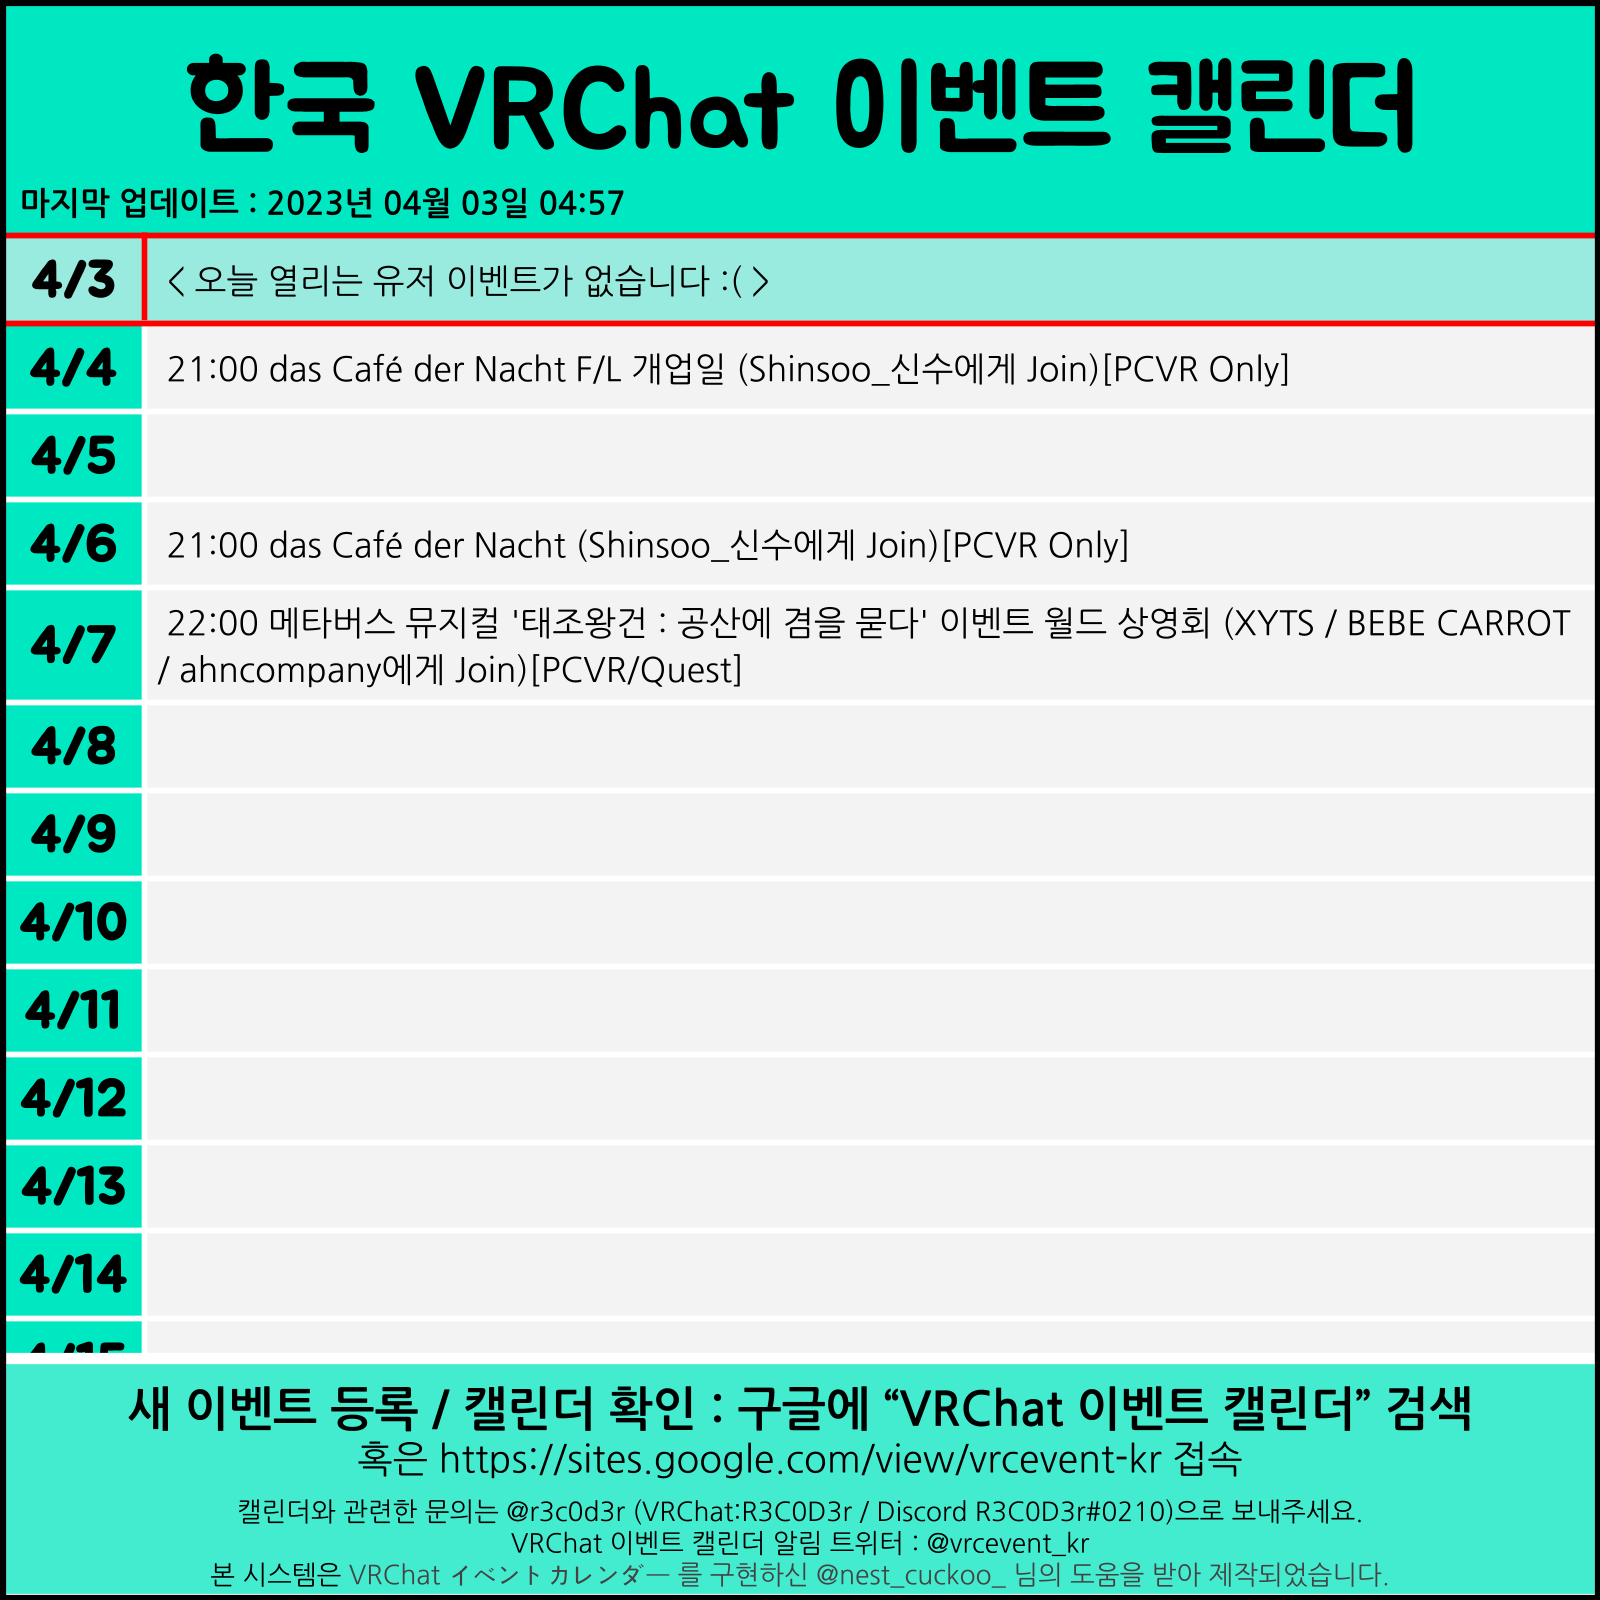 한국 VRChat 이벤트 캘린더
마지막 업데이트 : 2023년 04월 03일 04:57
4/3 < 오늘 열리는 유저 이벤트가 없습니다 :( >
4/4 21:00 das Café der Nacht F/L 개업일 (Shinsoo_신수에게 Join)[PCVR Only]
4/5
4/6 21:00 das Café der Nacht (Shinsoo_신수에게 Join)[PCVR Only]
4/7 22:00 메타버스 뮤지컬 '태조왕건 : 공산에 겸을 묻다' 이벤트 월드 상영회 (XYTS / BEBE CARROT
/ ahncompany에게 Join)[PCVR/Quest]
4/8
4/9
4/10
4/11
4/12
4/13
4/14
4/15
새 이벤트 등록 / 캘린더 확인 : 구글에 “VRChat 이벤트 캘린더” 검색
혹은 https://sites.google.com/view/vrcevent-kr 접속
캘린더와 관련한 문의는 @r3c0d3r (VRChat:R3C0D3r / Discord R3C0D3r#0210)으로 보내주세요.
VRChat 이벤트 캘린더 알림 트위터 : @vrcevent_kr
본 시스템은 VRChat イベントカレンダー 를 구현하신 @nest_cuckoo_ 님의 도움을 받아 제작되었습니다.